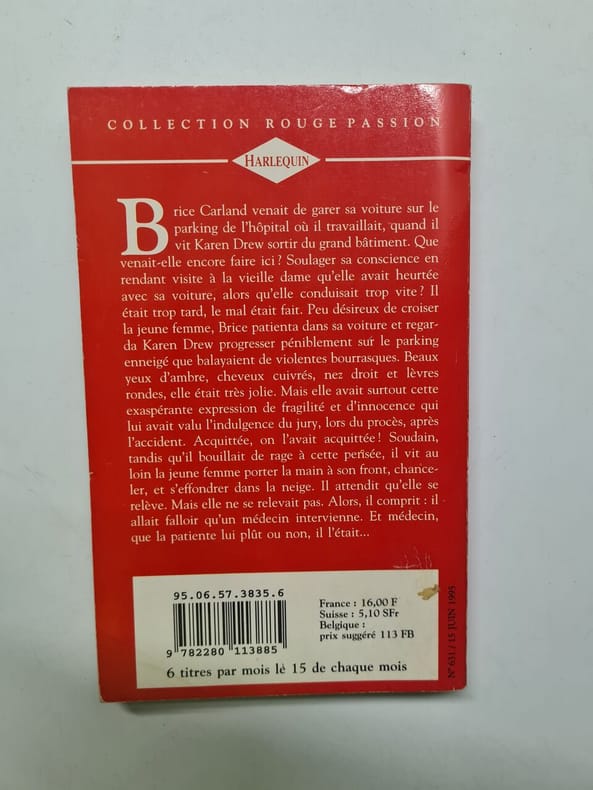 COLLECTION ROUGE PASSION
HARLEQUIN
Brice Carland venait de garer sa voiture sur le
parking de l'hôpital où il travaillait, quand il
vit Karen Drew sortir du grand bâtiment. Que
venait-elle encore faire ici ? Soulager sa conscience en
rendant visite à la vieille dame qu'elle avait heurtée
avec sa voiture, alors qu'elle conduisait trop vite ? Il
était trop tard, le mal était fait. Peu désireux de croiser
la jeune femme, Brice patienta dans sa voiture et regar-
da Karen Drew progresser péniblement sur le parking
enneigé que balayaient de violentes bourrasques. Beaux
yeux d'ambre, cheveux cuivrés, nez droit et lèvres
rondes, elle était très jolie. Mais elle avait surtout cette
exaspérante expression de fragilité et d'innocence qui
lui avait valu l'indulgence du jury, lors du procès, après
l'accident. Acquittée, on l'avait acquittée ! Soudain,
tandis qu'il bouillait de rage à cette pensée, il vit au
loin la jeune femme porter la main à son front, chance-
ler, et s'effondrer dans la neige. Il attendit qu'elle se
relève. Mais elle ne se relevait pas. Alors, il comprit : il
allait falloir qu'un médecin intervienne. Et médecin,
que la patiente lui plût ou non, il l'était...
95.06.57.3835.6
9 782280 113885
France : 16,00 F
Suisse : 5,10 SFr
Belgique :
prix suggéré 113 FB
6 titres par mois le 15 de chaque mois
N° 631 / 15 JUIN 1995